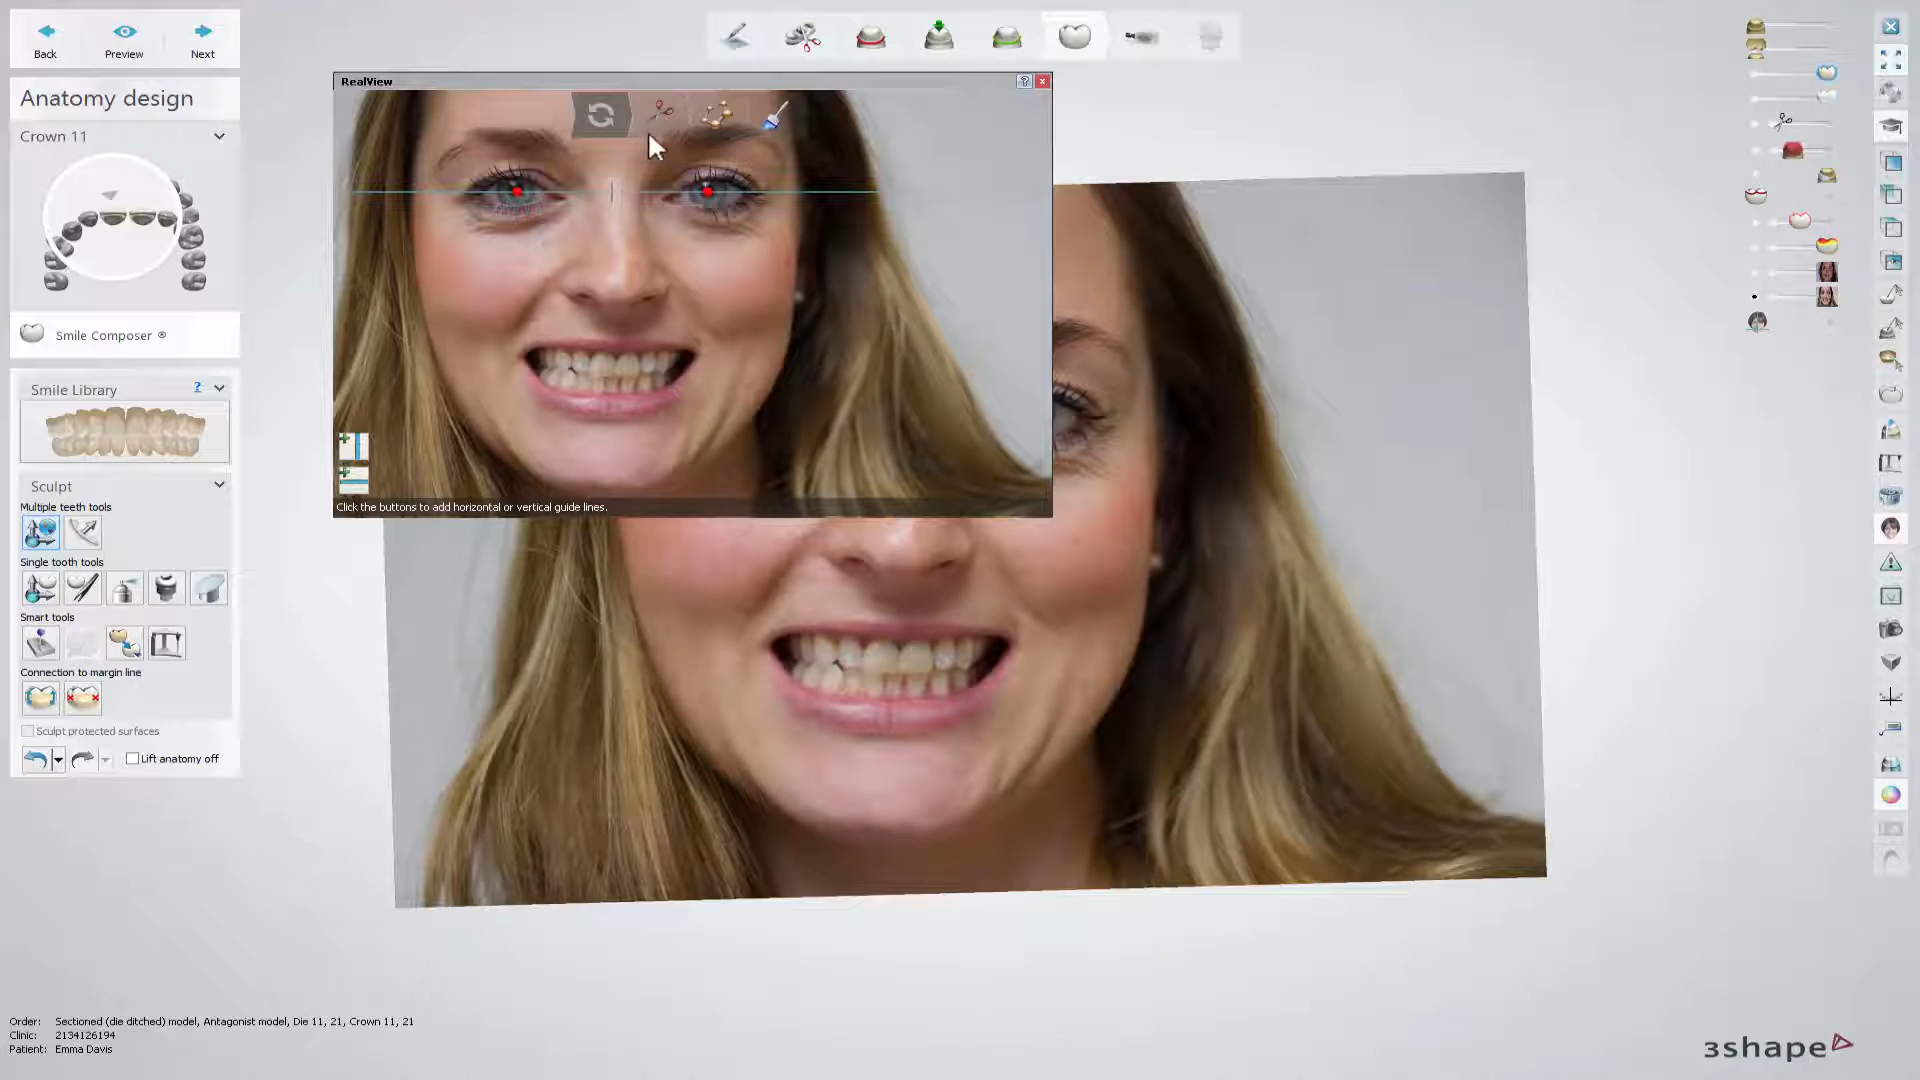 Back
Preview
Next
RealView
Anatomy design
Crown 11
Smile Composer ®
Smile Library
?
Sculpt
Multiple teeth tools
Click the buttons to add horizontal or vertical guide lines.
Single tooth tools
Smart tools
Connection to margin line
Sculpt protected surfaces
Lift anatomy off
Order: Sectioned (die ditched) model, Antagonist model, Die 11, 21, Crown 11, 21
Clinic: 2134126194
Patient: Emma Davis
3shape